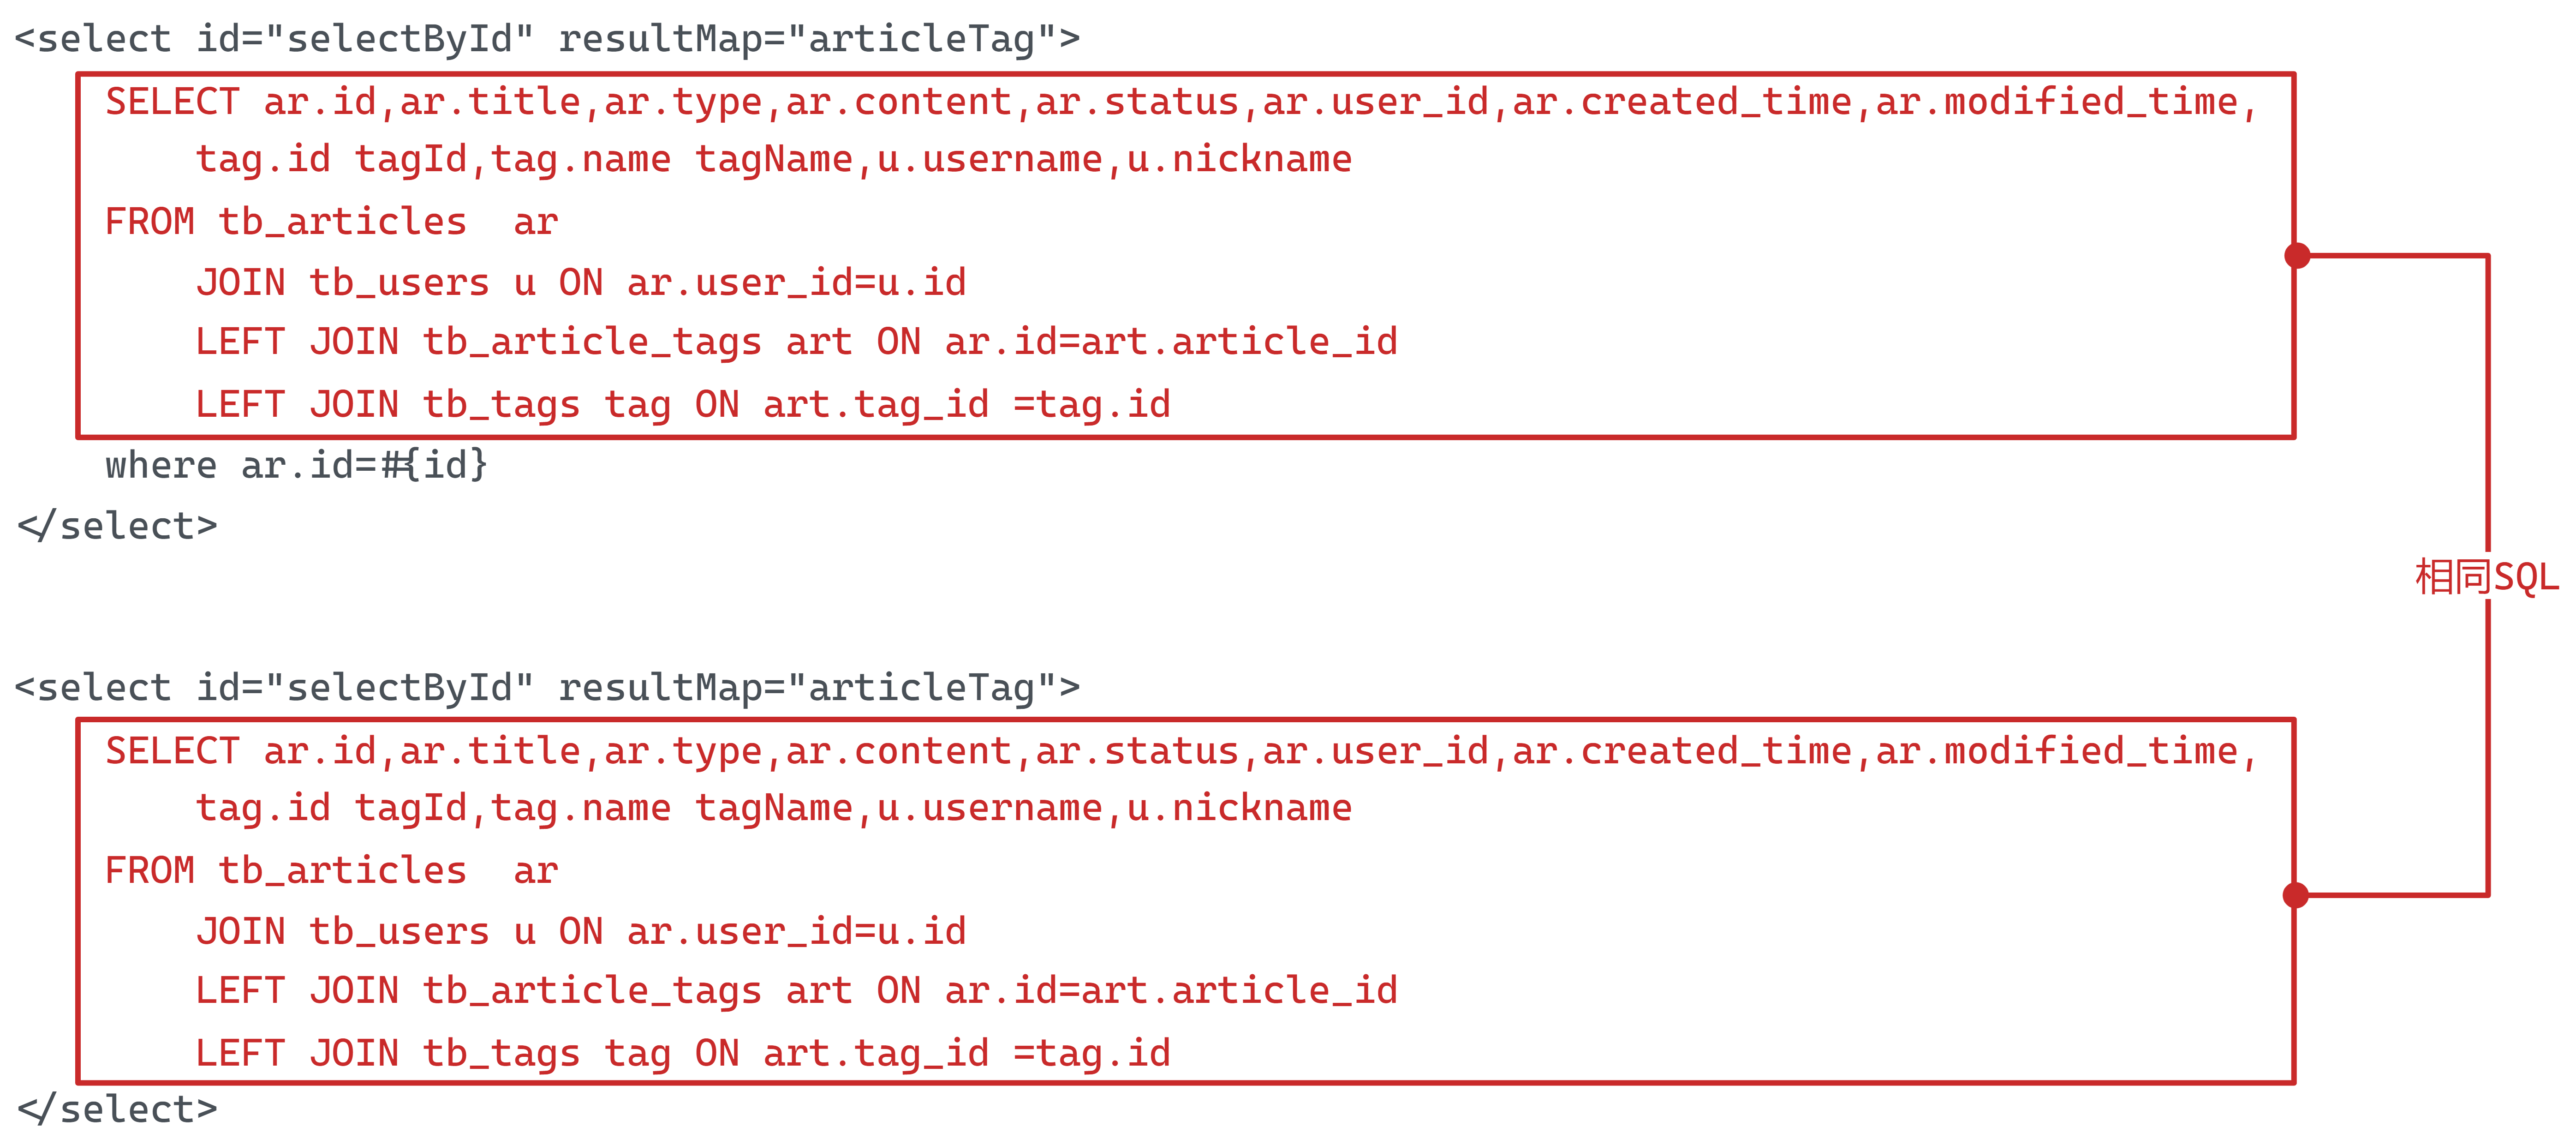 <select id="selectById" resultMap="articleTag">
SELECT ar.id,ar.title,ar.type,ar.content,ar.status,ar.user_id,ar.created_time,ar.modified_time,
tag.id tagId,tag.name tagName,u.username,u.nickname
FROM tb_articles  ar
JOIN tb_users u ON ar.user_id=u.id
LEFT JOIN tb_article_tags art ON ar.id=art.article_id
LEFT JOIN tb_tags tag ON art.tag_id =tag.id
where ar.id=#{id}
</select>
相同SQL
<select id="selectById" resultMap="articleTag">
SELECT ar.id,ar.title,ar.type,ar.content,ar.status,ar.user_id,ar.created_time,ar.modified_time,
tag.id tagId,tag.name tagName,u.username,u.nickname
FROM tb_articles  ar
JOIN tb_users u ON ar.user_id=u.id
LEFT JOIN tb_article_tags art ON ar.id=art.article_id
LEFT JOIN tb_tags tag ON art.tag_id =tag.id
</select>